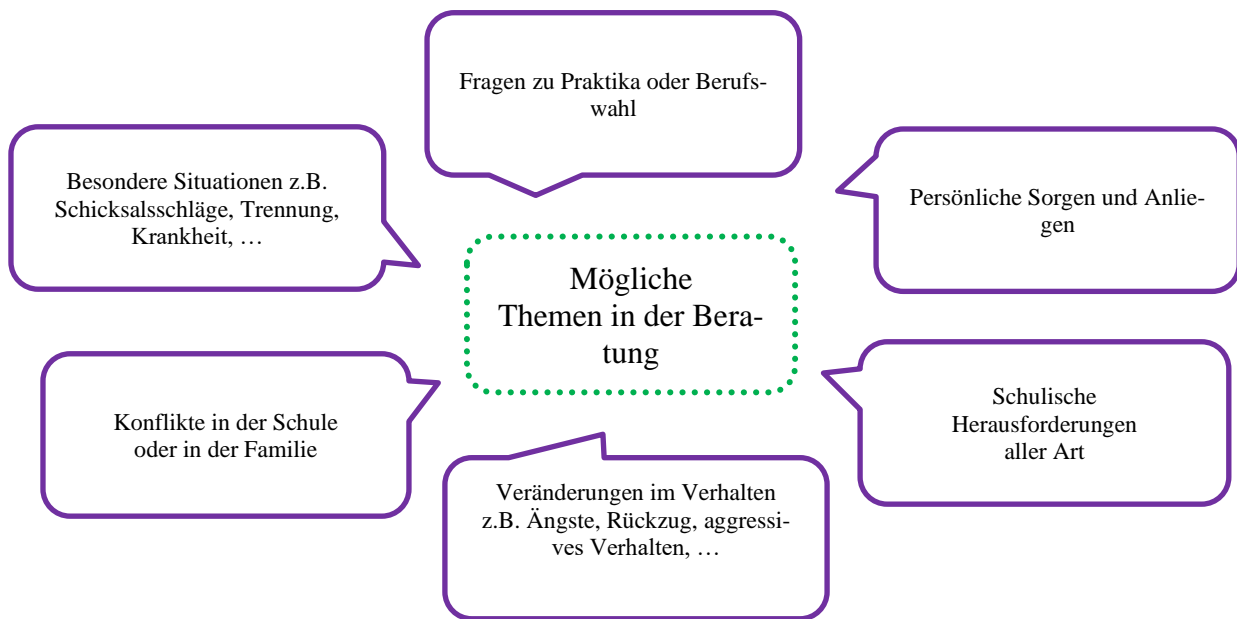 Fragen zu Praktika oder Berufs-
wahl
Besondere Situationen z.B.
Schicksalsschläge, Trennung,
Krankheit, …
Persönliche Sorgen und Anlie-
gen
Mögliche
Themen in der Bera-
tung
Konflikte in der Schule
oder in der Familie
Schulische
Herausforderungen
aller Art
Veränderungen im Verhalten
z.B. Ängste, Rückzug, aggressi-
ves Verhalten, …